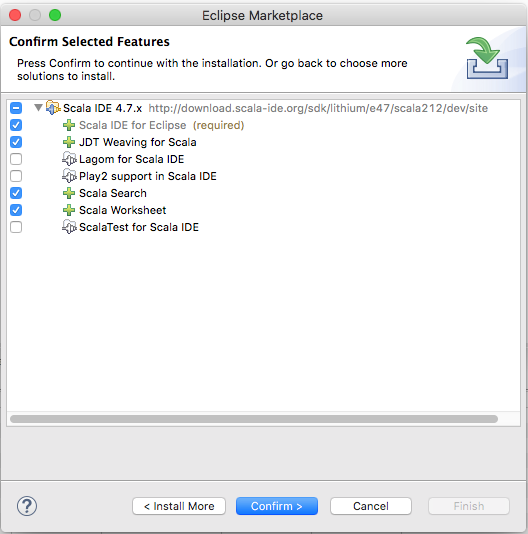 Eclipse Marketplace
Confirm Selected Features
Press Confirm to continue with the installation. Or go back to choose more
solutions to install.
Scala IDE 4.7.x http://download.scala-ide.org/sdk/lithium/e47/scala212/dev/site
Scala IDE for Eclipse (required)
JDT Weaving for Scala
Lagom for Scala IDE
Play2 support in Scala IDE
Scala Search
Scala Worksheet
ScalaTest for Scala IDE
?
< Install More
Confirm >
Cancel
Finish